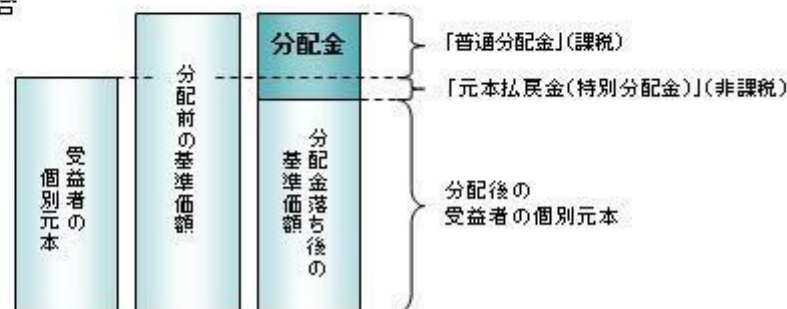 分配金
「普通分配金」(課税)
「元本払戻金(特別分配金)」(非課税)
受益者の
個別元本
分配前の基準価額
分配金落ち後の
基準価額
分配後の
受益者の個別元本